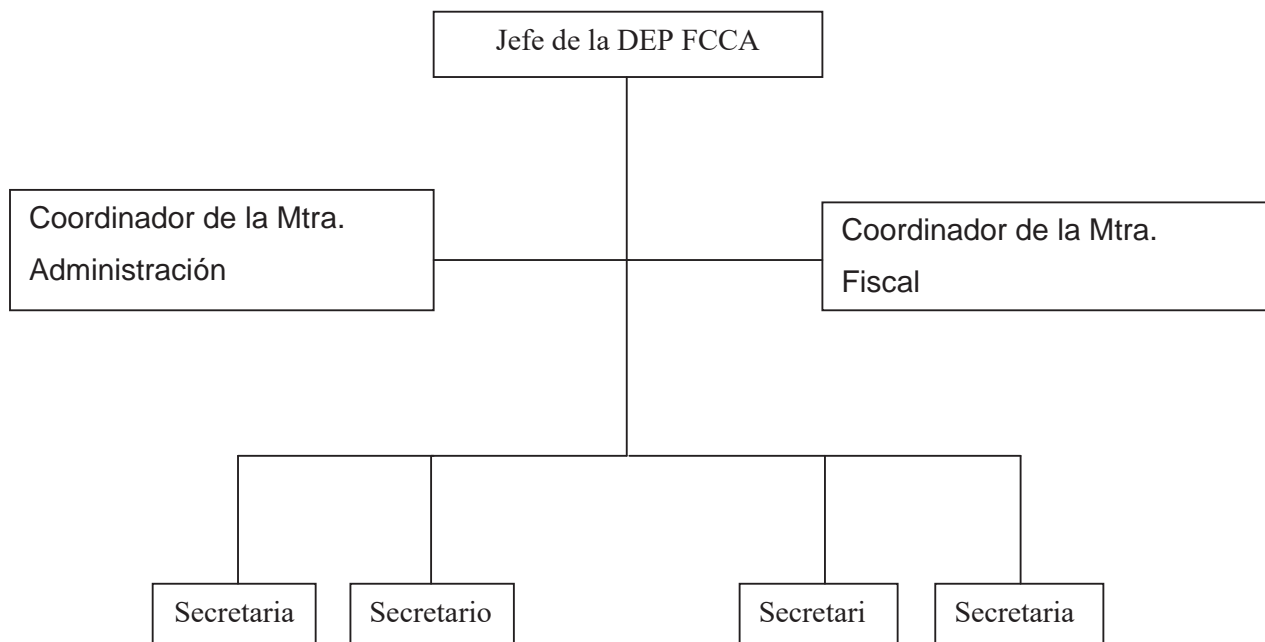 Jefe de la DEP FCCA
Coordinador de la Mtra.
Administración
Coordinador de la Mtra.
Fiscal
Secretaria
Secretario
Secretari
Secretaria